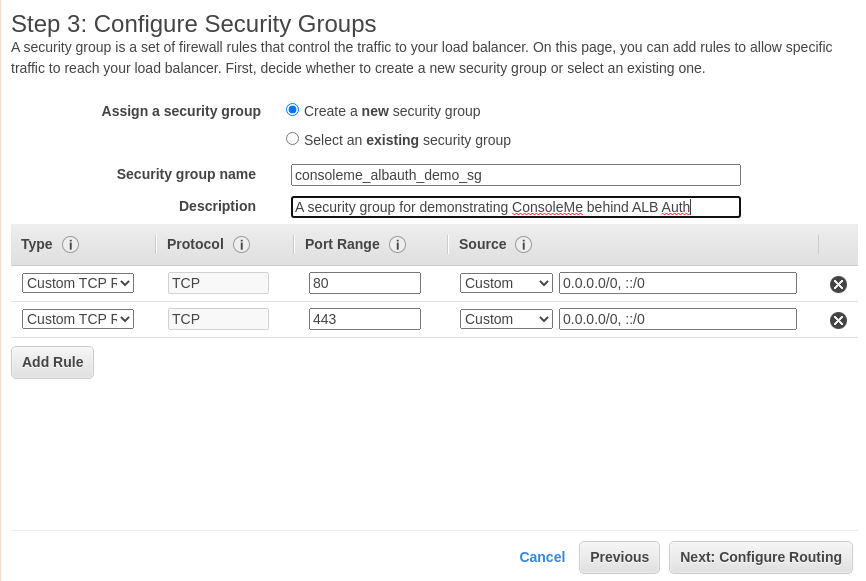 Step 3: Configure Security Groups
A security group is a set of firewall rules that control the traffic to your load balancer. On this page, you can add rules to allow specific
traffic to reach your load balancer. First, decide whether to create a new security group or select an existing one.
Assign a security group Create a new security group
Select an existing security group
Security group name consoleme_albauth_demo_sg
Description A security group for demonstrating ConsoleMe behind ALB Auth
Type i Protocol i Port Range i Source i
Custom TCP F TCP 80 Custom 0.0.0.0/0, ::/0
Custom TCP F TCP 443 Custom 0.0.0.0/0, ::/0
Add Rule
Cancel Previous Next: Configure Routing